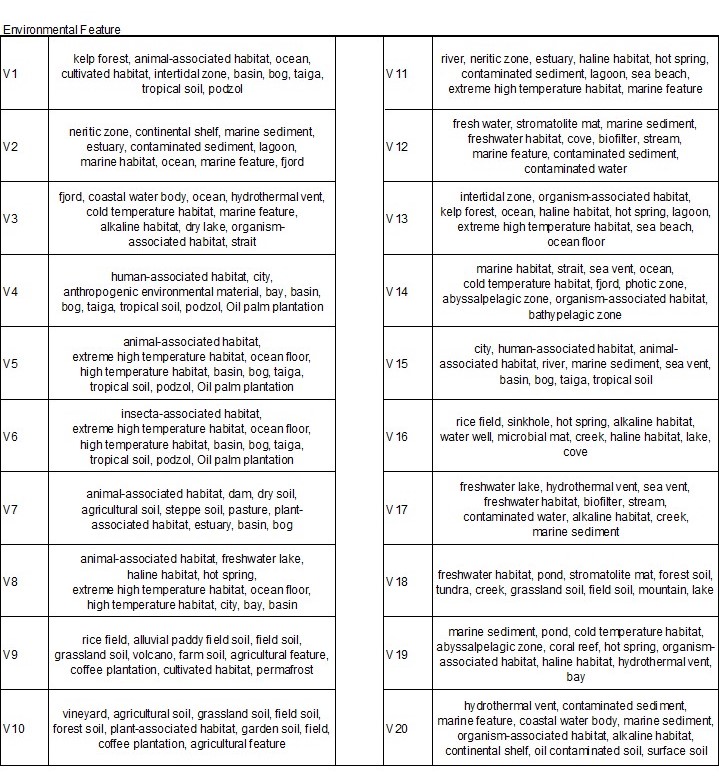 Environmental Feature
V1
kelp forest, animal-associated habitat, ocean,
cultivated habitat, intertidal zone, basin, bog, taiga,
tropical soil, podzol
V2
neritic zone, continental shelf, marine sediment,
estuary, contaminated sediment, lagoon,
marine habitat, ocean, marine feature, fjord
V3
fjord, coastal water body, ocean, hydrothermal vent,
cold temperature habitat, marine feature,
alkaline habitat, dry lake, organism-
associated habitat, strait
V4
human-associated habitat, city,
anthropogenic environmental material, bay, basin,
bog, taiga, tropical soil, podzol, Oil palm plantation
V5
animal-associated habitat,
extreme high temperature habitat, ocean floor,
high temperature habitat, basin, bog, taiga,
tropical soil, podzol, Oil palm plantation
V6
insecta-associated habitat,
extreme high temperature habitat, ocean floor,
high temperature habitat, basin, bog, taiga,
tropical soil, podzol, Oil palm plantation
V7
animal-associated habitat, dam, dry soil,
agricultural soil, steppe soil, pasture, plant-
associated habitat, estuary, basin, bog
V8
animal-associated habitat, freshwater lake,
haline habitat, hot spring,
extreme high temperature habitat, ocean floor,
high temperature habitat, city, bay, basin
V9
rice field, alluvial paddy field soil, field soil,
grassland soil, volcano, farm soil, agricultural feature,
coffee plantation, cultivated habitat, permafrost
V10
vineyard, agricultural soil, grassland soil, field soil,
forest soil, plant-associated habitat, garden soil, field,
coffee plantation, agricultural feature
V11
river, neritic zone, estuary, haline habitat, hot spring,
contaminated sediment, lagoon, sea beach,
extreme high temperature habitat, marine feature
V12
fresh water, stromatolite mat, marine sediment,
freshwater habitat, cove, biofilter, stream,
marine feature, contaminated sediment,
contaminated water
V13
intertidal zone, organism-associated habitat,
kelp forest, ocean, haline habitat, hot spring, lagoon,
extreme high temperature habitat, sea beach,
ocean floor
V14
marine habitat, strait, sea vent, ocean,
cold temperature habitat, fjord, photic zone,
abyssalpelagic zone, organism-associated habitat,
bathypelagic zone
V15
city, human-associated habitat, animal-
associated habitat, river, marine sediment, sea vent,
basin, bog, taiga, tropical soil
V16
rice field, sinkhole, hot spring, alkaline habitat,
water well, microbial mat, creek, haline habitat, lake,
cove
V17
freshwater lake, hydrothermal vent, sea vent,
freshwater habitat, biofilter, stream,
contaminated water, alkaline habitat, creek,
marine sediment
V18
freshwater habitat, pond, stromatolite mat, forest soil,
tundra, creek, grassland soil, field soil, mountain, lake
V19
marine sediment, pond, cold temperature habitat,
abyssalpelagic zone, coral reef, hot spring, organism-
associated habitat, haline habitat, hydrothermal vent,
bay
V20
hydrothermal vent, contaminated sediment,
marine feature, coastal water body, marine sediment,
organism-associated habitat, alkaline habitat,
continental shelf, oil contaminated soil, surface soil